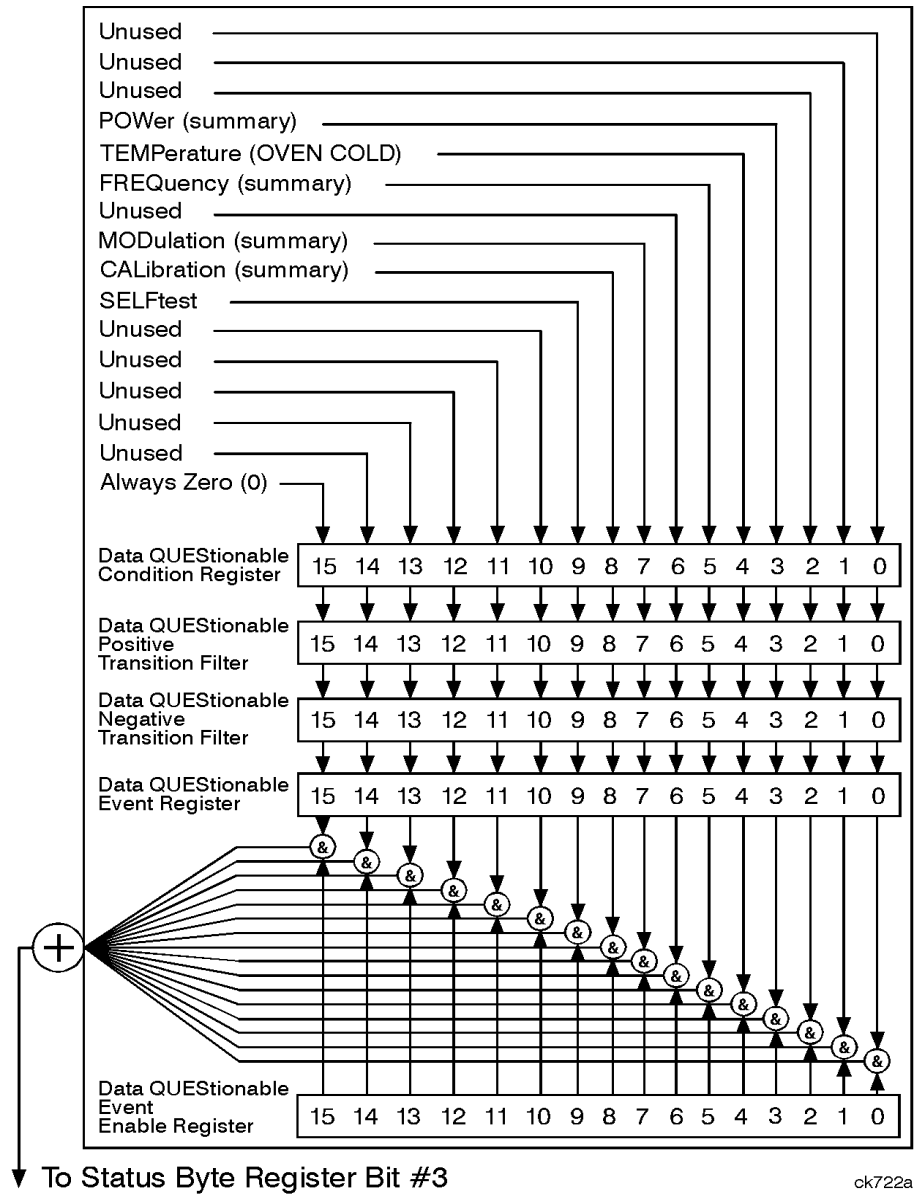 Unused
Unused
Unused
POWer (summary)
TEMPerature (OVEN COLD)
FREQuency (summary)
Unused
MODulation (summary)
CALibration (summary)
SELFtest
Unused
Unused
Unused
Unused
Unused
Always Zero (0)
Data QUEStionable
Condition Register
15 14 13 12 11 10 9 8 7 6 5 4 3 2 1 0
Data QUEStionable
Positive
Transition Filter
15 14 13 12 11 10 9 8 7 6 5 4 3 2 1 0
Data QUEStionable
Negative
Transition Filter
15 14 13 12 11 10 9 8 7 6 5 4 3 2 1 0
Data QUEStionable
Event Register
15 14 13 12 11 10 9 8 7 6 5 4 3 2 1 0
& & & & & & & & & & & & & & & &
+
Data QUEStionable
Event
Enable Register
15 14 13 12 11 10 9 8 7 6 5 4 3 2 1 0
To Status Byte Register Bit #3
ck722a